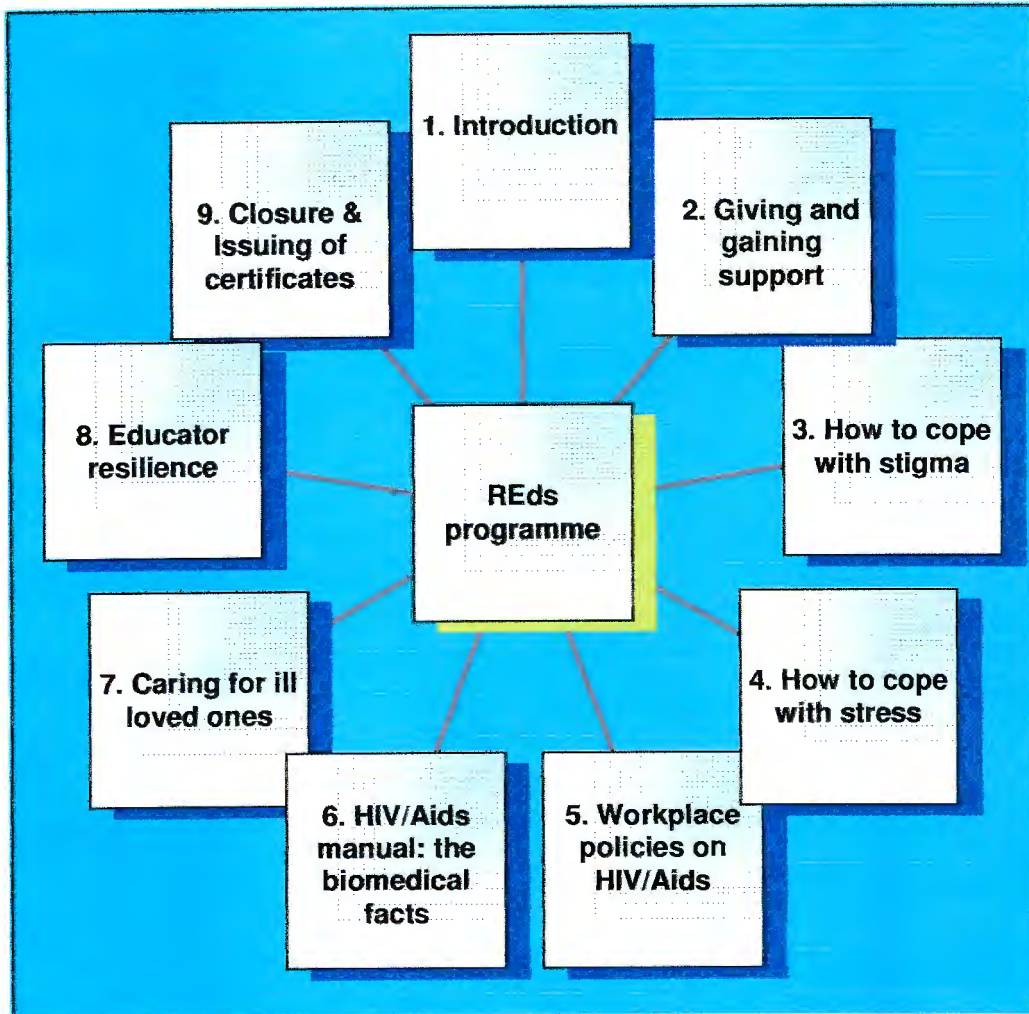 1. Introduction
2. Giving and
gaining
support
3. How to cope
with stigma
4. How to cope
with stress
5. Workplace
policies on
HIV/Aids
6. HIV/Aids
manual: the
biomedical
facts
7. Caring for ill
loved ones
8. Educator
resilience
9. Closure &
Issuing of
certificates
REds
programme